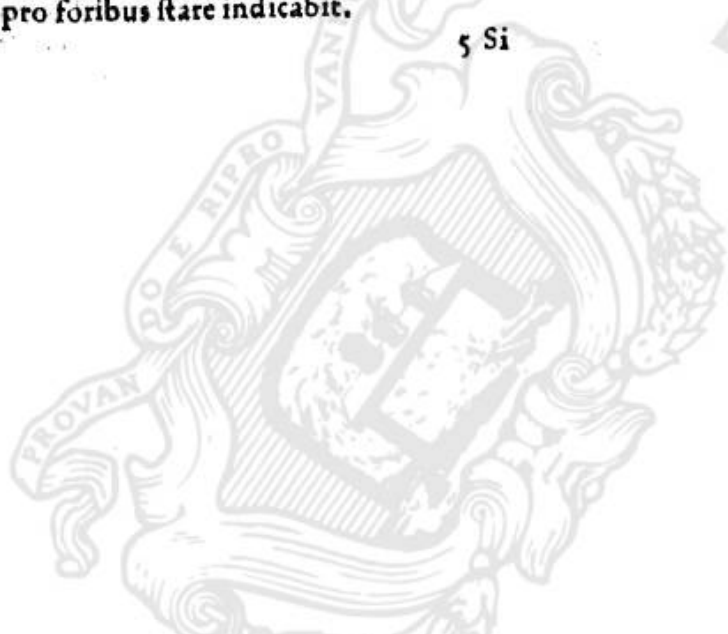 pro foribus ſtare indicabit.
5 Si
PROVAN
DO E RIPRO
VAN